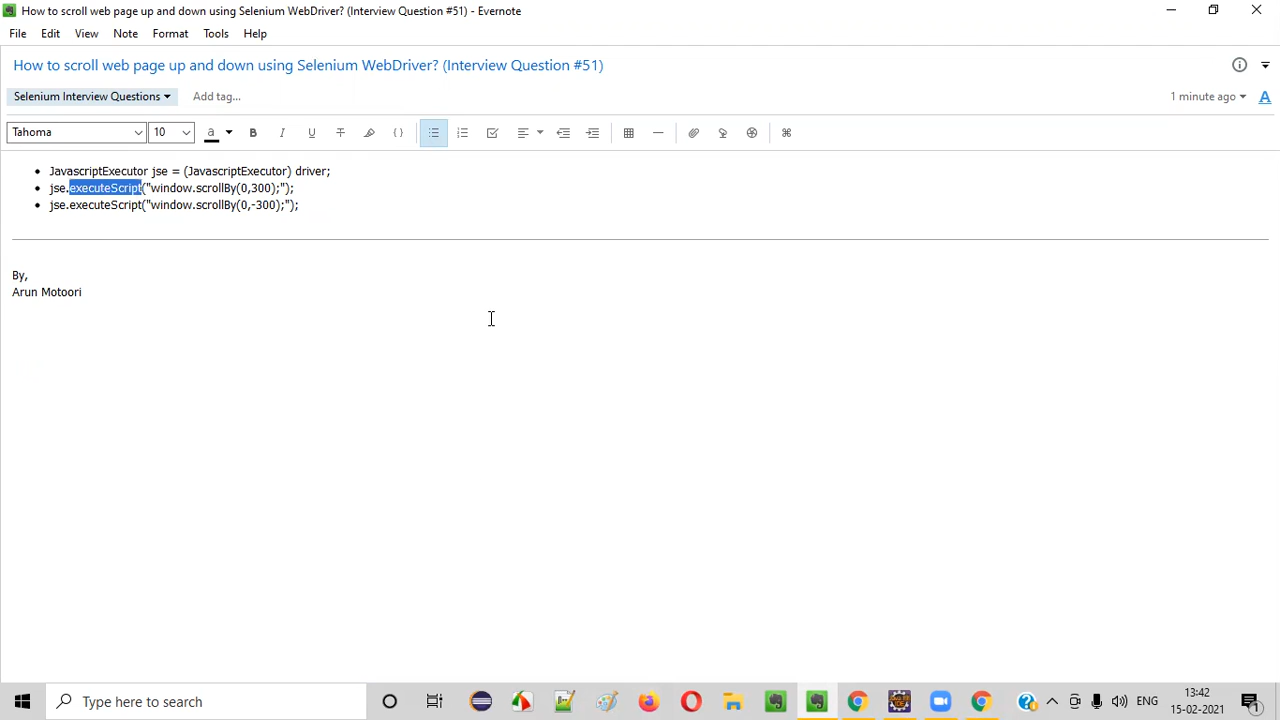 How to scroll web page up and down using Selenium WebDriver? (Interview Question #51) - Evernote
File Edit View Note Format Tools Help
How to scroll web page up and down using Selenium WebDriver? (Interview Question #51)
Selenium Interview Questions Add tag... 1 minute ago
Tahoma 10
JavascriptExecutor jse = (JavascriptExecutor) driver;
jse.executeScript("window.scrollBy(0,300);");
jse.executeScript("window.scrollBy(0,-300);");
By,
Arun Motoori
Type here to search ENG 13:42
15-02-2021 1